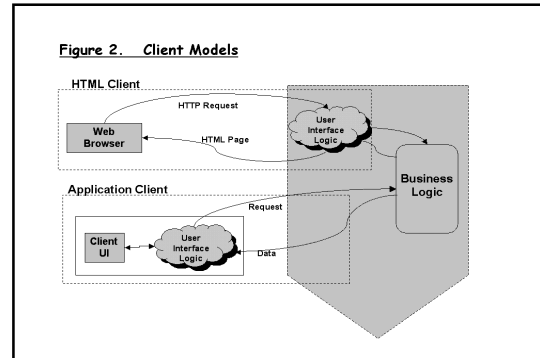 Figure 2. Client Models
HTML Client
HTTP Request
Web
Browser
HTML Page
User
Interface
Logic
Business
Logic
Application Client
Request
Client
UI
User
Interface
Logic
Data